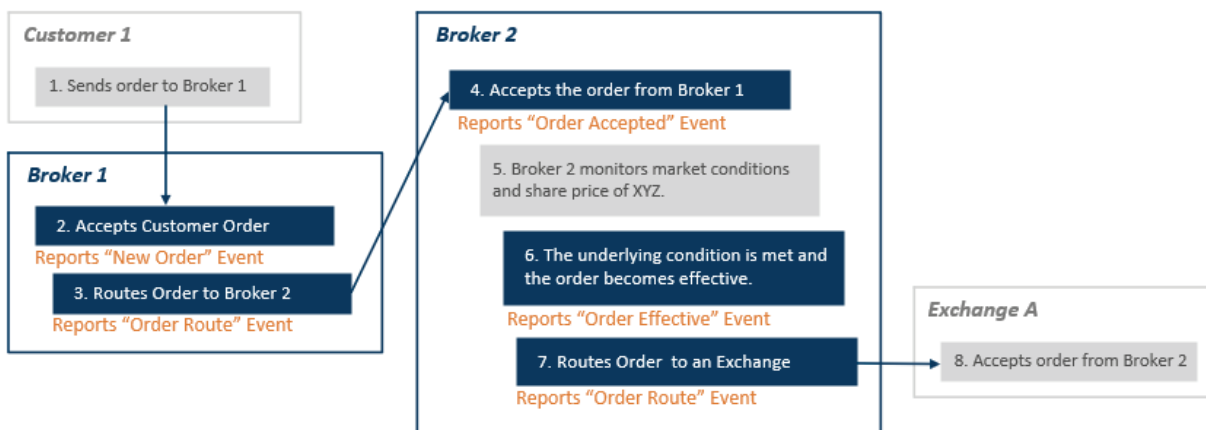 Customer 1
1. Sends order to Broker 1
Broker 1
2. Accepts Customer Order
Reports “New Order” Event
3. Routes Order to Broker 2
Reports “Order Route” Event
Broker 2
4. Accepts the order from Broker 1
Reports “Order Accepted” Event
5. Broker 2 monitors market conditions
and share price of XYZ.
6. The underlying condition is met and
the order becomes effective.
Reports “Order Effective” Event
7. Routes Order to an Exchange
Reports “Order Route” Event
Exchange A
8. Accepts order from Broker 2